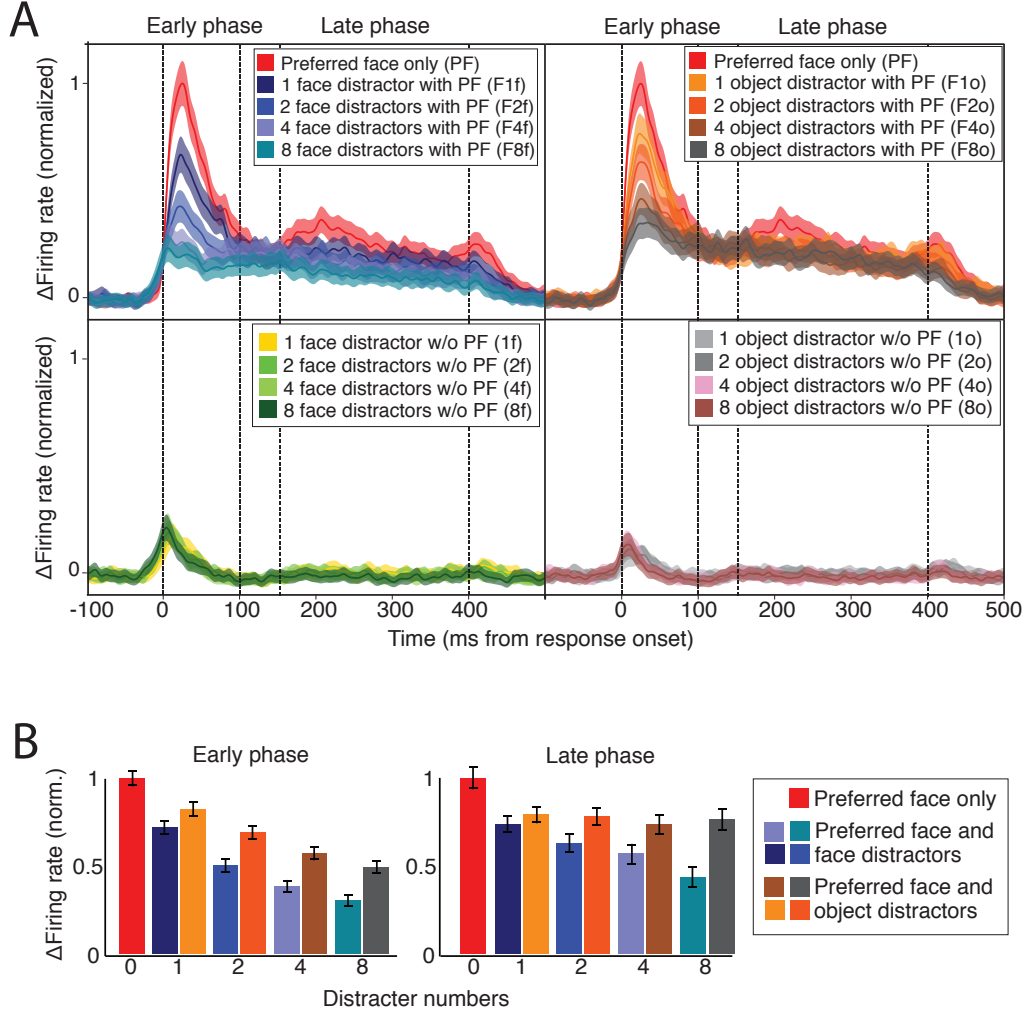 A
Early phase
Late phase
Early phase
Late phase
ΔFiring rate (normalized)
1
0
Preferred face only (PF)
1 face distractor with PF (F1f)
2 face distractors with PF (F2f)
4 face distractors with PF (F4f)
8 face distractors with PF (F8f)
Preferred face only (PF)
1 object distractor with PF (F1o)
2 object distractors with PF (F2o)
4 object distractors with PF (F4o)
8 object distractors with PF (F8o)
ΔFiring rate (normalized)
1
0
1 face distractor w/o PF (1f)
2 face distractors w/o PF (2f)
4 face distractors w/o PF (4f)
8 face distractors w/o PF (8f)
1 object distractor w/o PF (1o)
2 object distractors w/o PF (2o)
4 object distractors w/o PF (4o)
8 object distractors w/o PF (8o)
-100 0 100 200 300 400 0 100 200 300 400 500
Time (ms from response onset)
B
Early phase
Late phase
ΔFiring rate (norm.)
1
0.5
0
0 1 2 4 8
1
0.5
0
0 1 2 4 8
Distracter numbers
Preferred face only
Preferred face and
face distractors
Preferred face and
object distractors